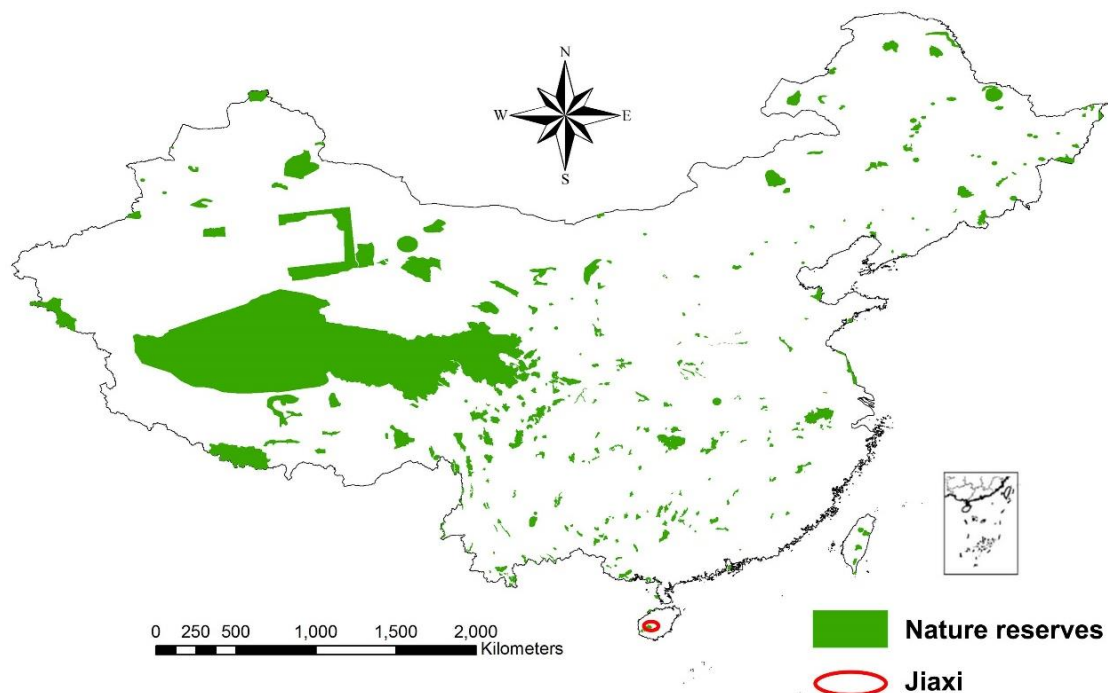 N
W E
S
0 250 500 1,000 1,500 2,000
Kilometers
Nature reserves
Jiaxi